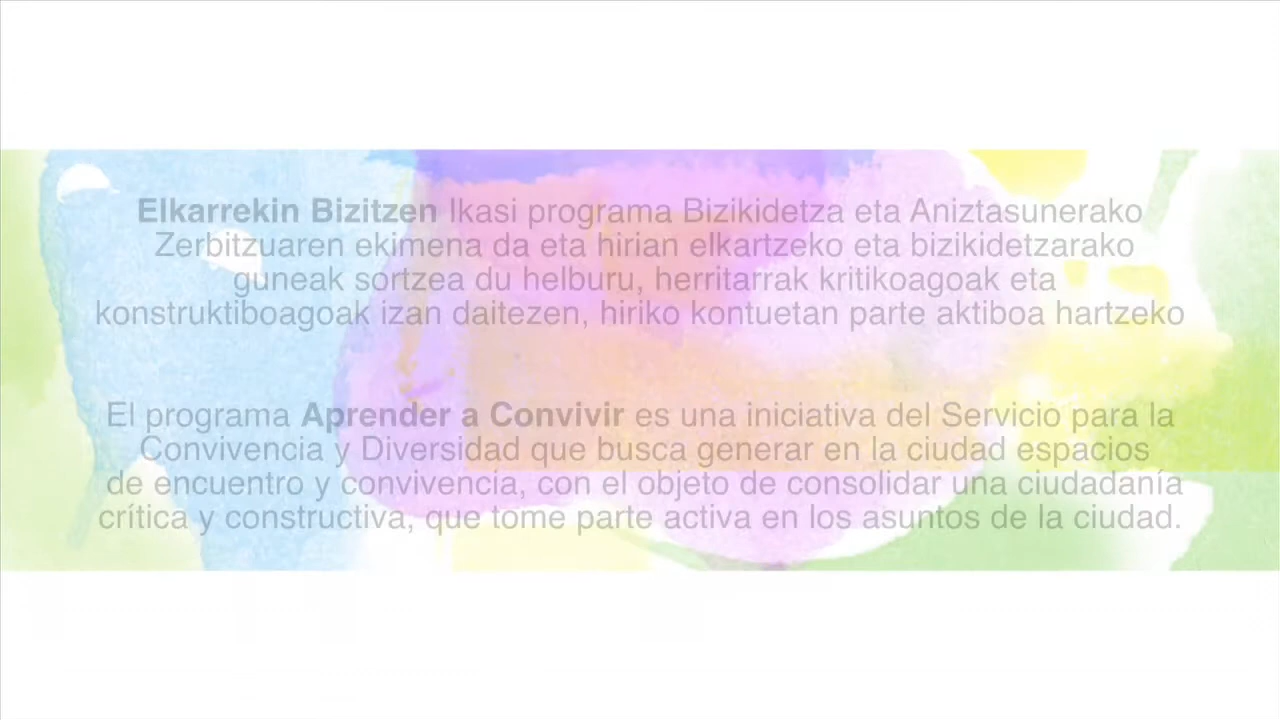 Elkarrekin Bizitzen Ikasi programa Bizikidetza eta Aniztasunerako
Zerbitzuaren ekimena da eta hirian elkartzeko eta bizikidetzarako
guneak sortzea du helburu, herritarrak kritikoagoak eta
konstruktiboagoak izan daitezen, hiriko kontuetan parte aktiboa hartzeko
El programa Aprender a Convivir es una iniciativa del Servicio para la
Convivencia y Diversidad que busca generar en la ciudad espacios
de encuentro y convivencia, con el objeto de consolidar una ciudadanía
crítica y constructiva, que tome parte activa en los asuntos de la ciudad.